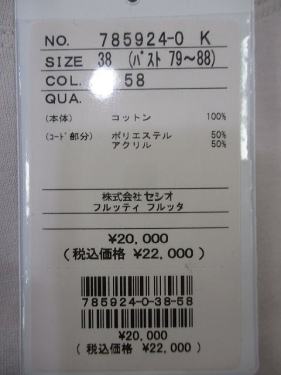 NO. 785924-0 K
SIZE 38 (ﾊﾞｽﾄ 79～88)
COL. 58
QUA.
(本体) コットン 100%
(ｺｰﾄﾞ部分) ポリエステル 50%
アクリル 50%
株式会社セシオ
フルッティ フルッタ
¥20,000
(税込価格 ¥22,000)
785924-0-38-58
¥20,000
(税込価格 ¥22,000)